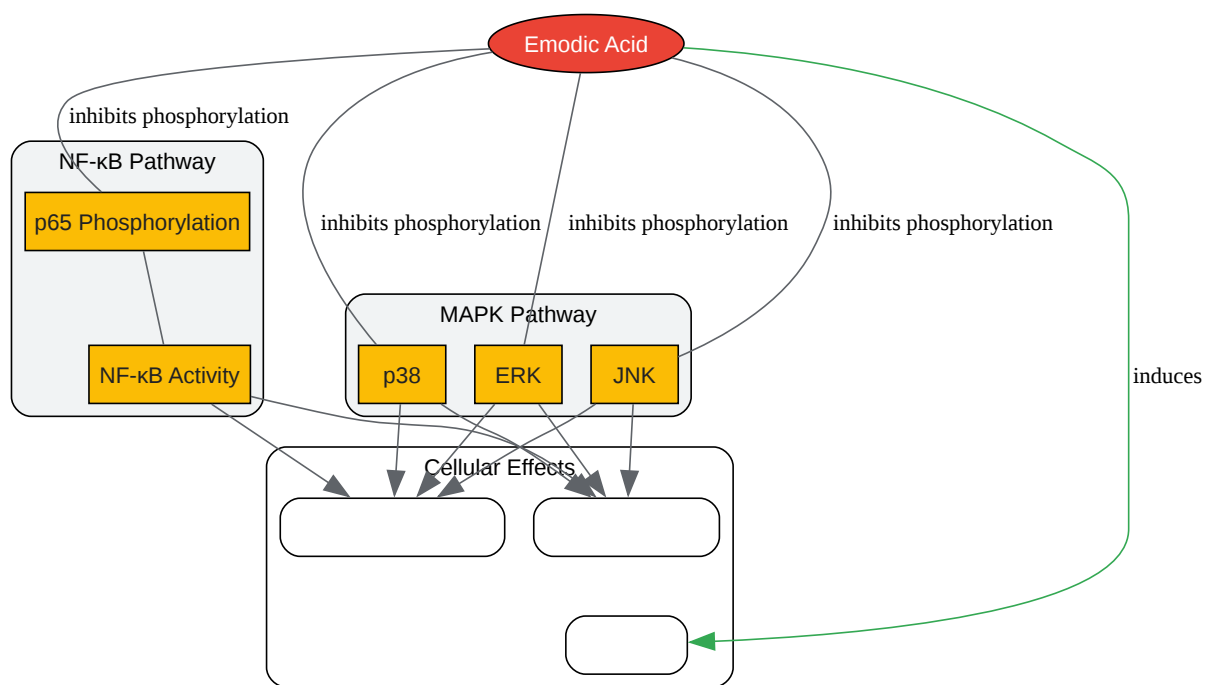 Emodic Acid
inhibits phosphorylation
NF-κB Pathway
p65 Phosphorylation
inhibits phosphorylation
inhibits phosphorylation
inhibits phosphorylation
MAPK Pathway
NF-κB Activity
p38
ERK
JNK
induces
Cellular Effects